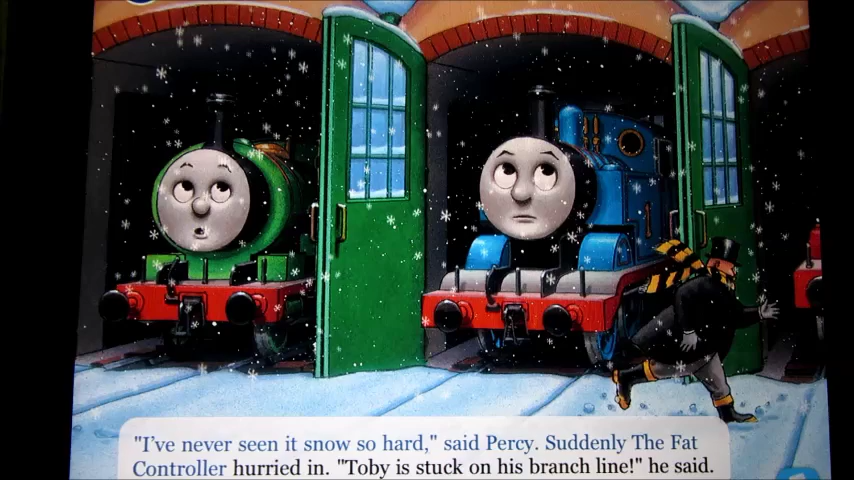 "I've never seen it snow so hard," said Percy. Suddenly The Fat
Controller hurried in. "Toby is stuck on his branch line!" he said.